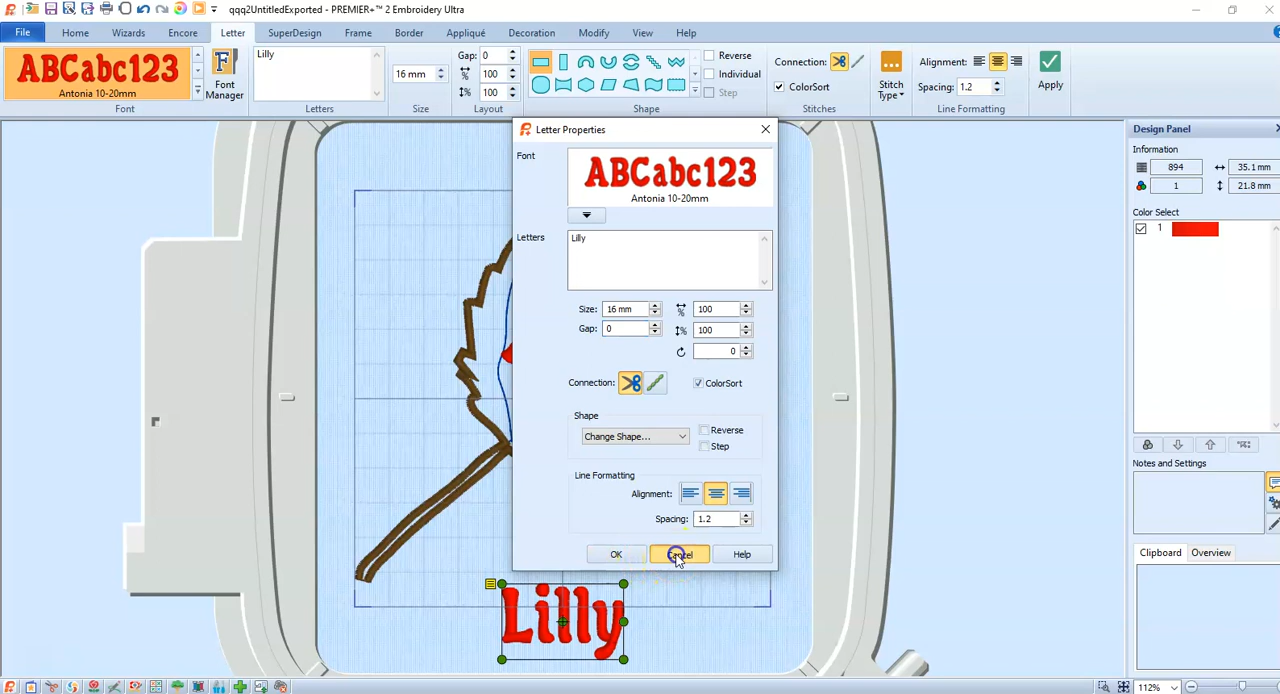 qqq2UntitledExported - PREMIER+™ 2 Embroidery Ultra
File Home Wizards Encore Letter SuperDesign Frame Border Appliqué Decoration Modify View Help
ABCabc123
Antonia 10-20mm
Font
Font Manager
Lilly
Letters
16 mm
Size
Gap: 0
% 100
% 100
Layout
Shape
Reverse
Individual
Step
Connection:
ColorSort
Stitches
Stitch Type
Alignment:
Spacing: 1.2
Line Formatting
Apply
Letter Properties
Font
ABCabc123
Antonia 10-20mm
Letters
Lilly
Size: 16 mm
% 100
Gap: 0
% 100
0
Connection:
ColorSort
Shape
Change Shape...
Reverse
Step
Line Formatting
Alignment:
Spacing: 1.2
OK Cancel Help
Lilly
Design Panel
Information
894 35.1 mm
1 21.8 mm
Color Select
1
Notes and Settings
Clipboard Overview
112%